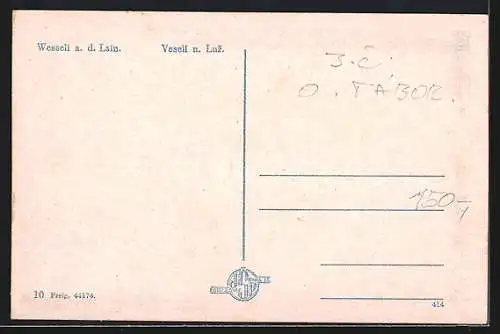 Wesseli a. d. Lain. Veseli n. Luž.
J.Č.
O. TÁBOR.
150,-
10 Freig. 44174.
414